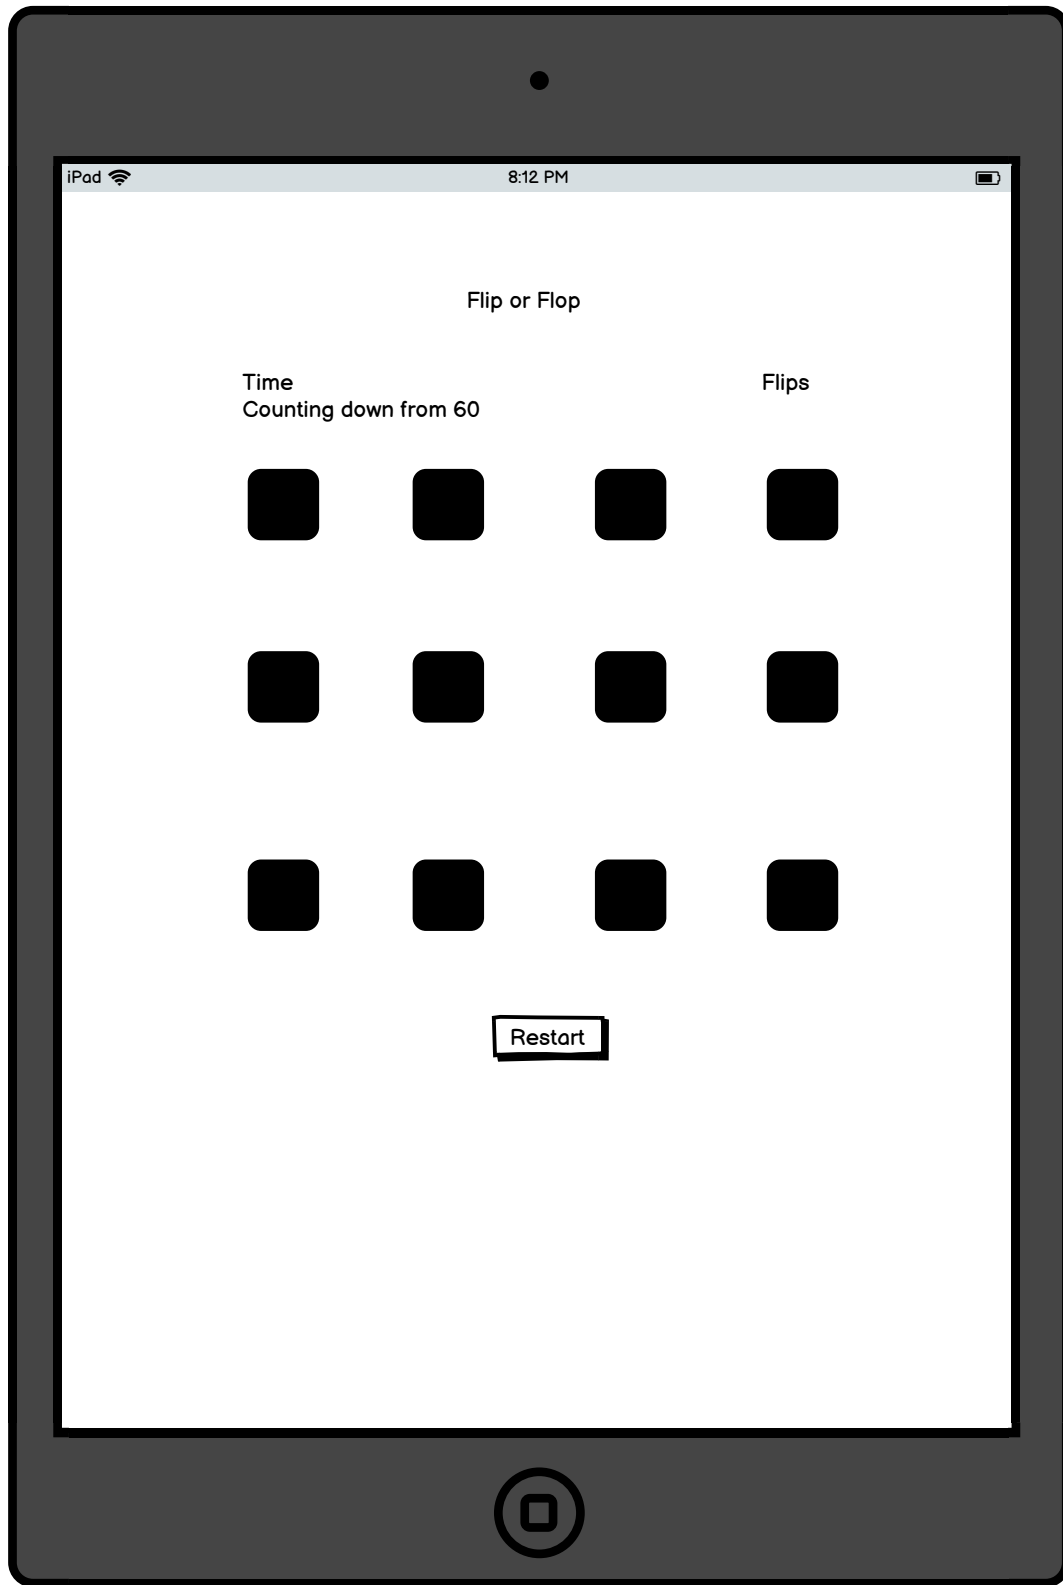 iPad 8:12 PM
Flip or Flop
Time Flips
Counting down from 60
Restart